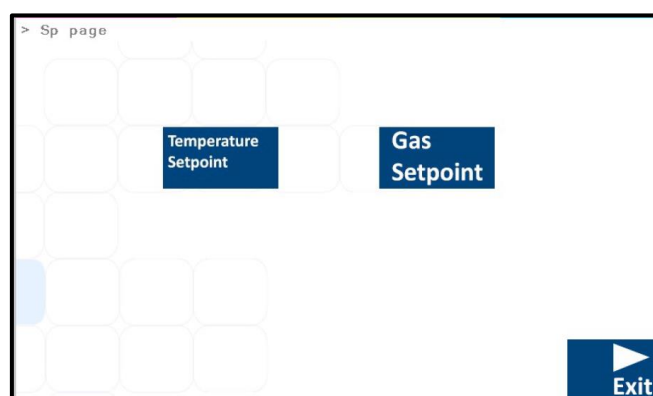 > Sp page
Temperature
Setpoint
Gas
Setpoint
Exit